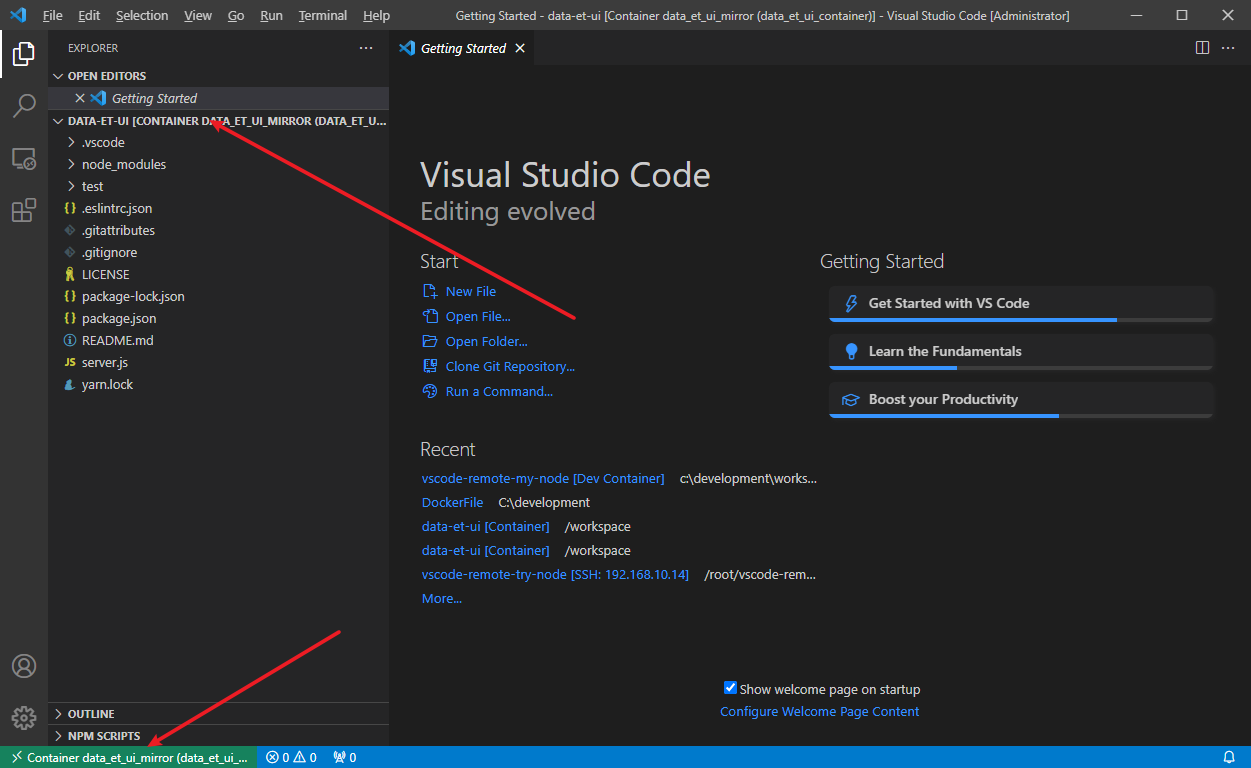 File Edit Selection View Go Run Terminal Help Getting Started - data-et-ui [Container data_et_ui_mirror (data_et_ui_container)] - Visual Studio Code [Administrator]
EXPLORER
Getting Started
OPEN EDITORS
Getting Started
DATA-ET-UI [CONTAINER DATA_ET_UI_MIRROR (DATA_ET_U...
.vscode
node_modules
test
{} .eslintrc.json
.gitattributes
.gitignore
LICENSE
{} package-lock.json
{} package.json
README.md
JS server.js
yarn.lock
OUTLINE
NPM SCRIPTS
Visual Studio Code
Editing evolved
Start
New File
Open File...
Open Folder...
Clone Git Repository...
Run a Command...
Recent
vscode-remote-my-node [Dev Container] c:\development\works...
DockerFile C:\development
data-et-ui [Container] /workspace
data-et-ui [Container] /workspace
vscode-remote-try-node [SSH: 192.168.10.14] /root/vscode-rem...
More...
Getting Started
Get Started with VS Code
Learn the Fundamentals
Boost your Productivity
Show welcome page on startup
Configure Welcome Page Content
Container data_et_ui_mirror (data_et_ui_... 0 0 0